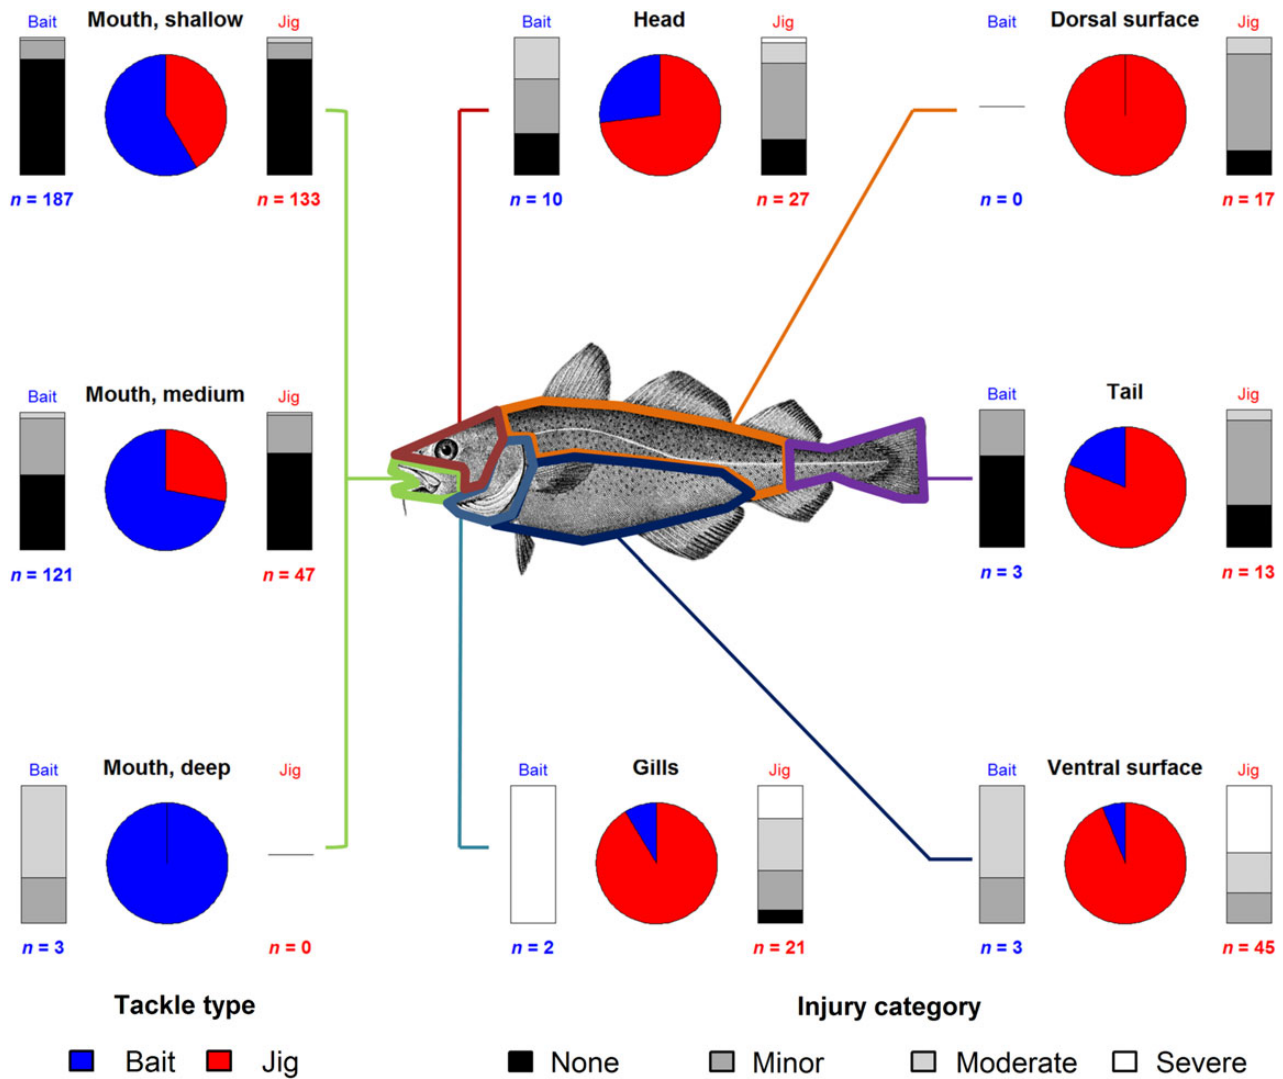 Bait Mouth, shallow Jig
n = 187 n = 133
Bait Head Jig
n = 10 n = 27
Bait Dorsal surface Jig
n = 0 n = 17
Bait Mouth, medium Jig
n = 121 n = 47
Bait Tail Jig
n = 3 n = 13
Bait Mouth, deep Jig
n = 3 n = 0
Bait Gills Jig
n = 2 n = 21
Bait Ventral surface Jig
n = 3 n = 45
Tackle type
Bait Jig
Injury category
None Minor Moderate Severe